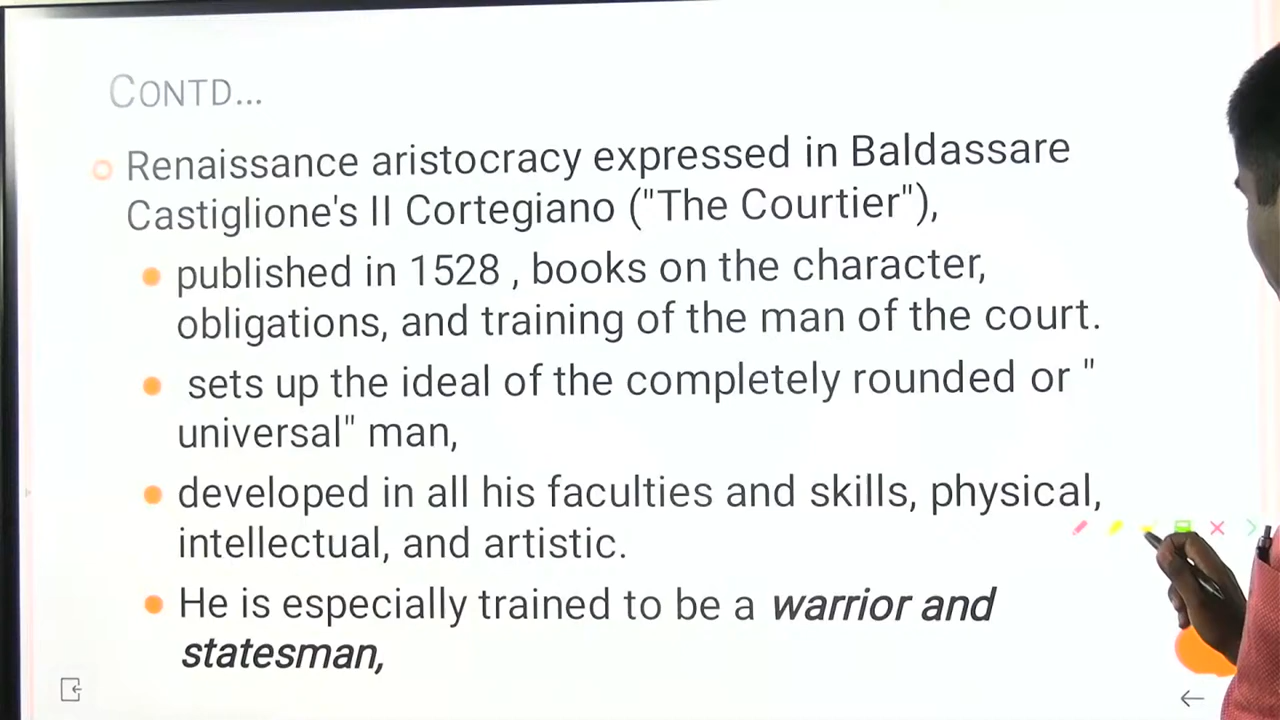 CONTD...
Renaissance aristocracy expressed in Baldassare
Castiglione's II Cortegiano ("The Courtier"),
published in 1528 , books on the character,
obligations, and training of the man of the court.
sets up the ideal of the completely rounded or "
universal" man,
developed in all his faculties and skills, physical,
intellectual, and artistic.
He is especially trained to be a warrior and
statesman,